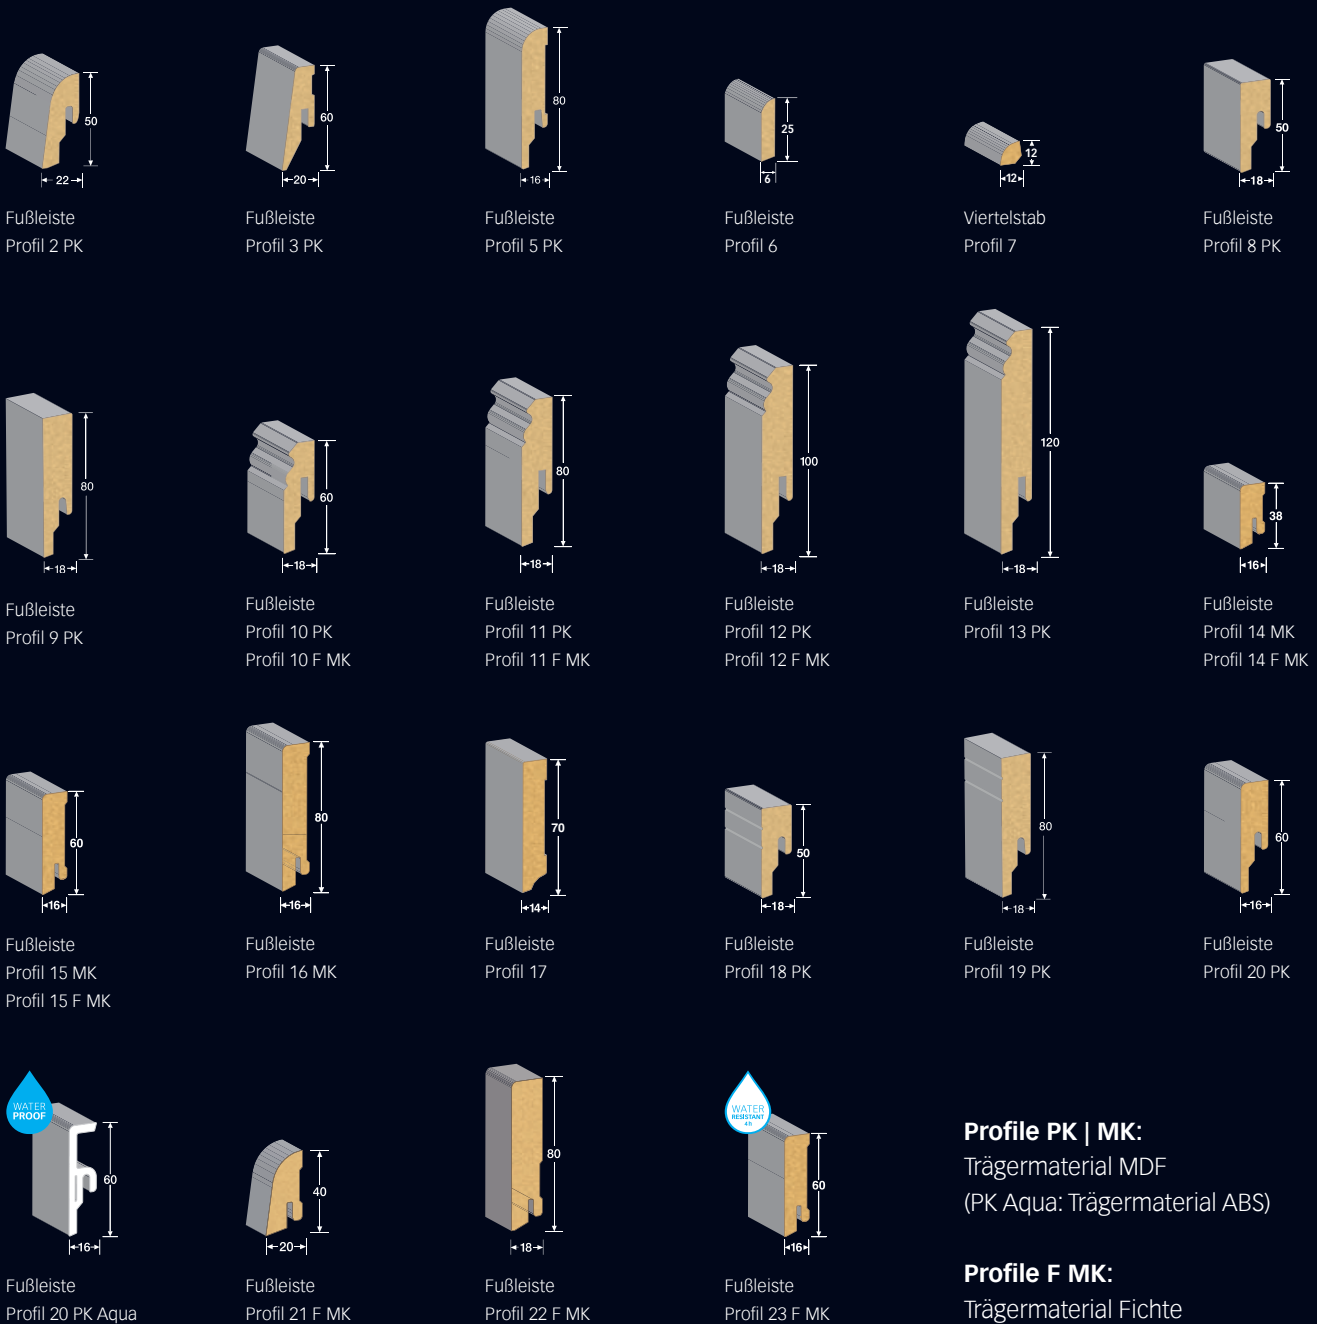 50
22
Fußleiste
Profil 2 PK
60
20
Fußleiste
Profil 3 PK
80
16
Fußleiste
Profil 5 PK
25
6
Fußleiste
Profil 6
12
12
Viertelstab
Profil 7
50
18
Fußleiste
Profil 8 PK
80
18
Fußleiste
Profil 9 PK
60
18
Fußleiste
Profil 10 PK
Profil 10 F MK
80
18
Fußleiste
Profil 11 PK
Profil 11 F MK
100
18
Fußleiste
Profil 12 PK
Profil 12 F MK
120
18
Fußleiste
Profil 13 PK
38
16
Fußleiste
Profil 14 MK
Profil 14 F MK
60
16
Fußleiste
Profil 15 MK
Profil 15 F MK
80
16
Fußleiste
Profil 16 MK
70
14
Fußleiste
Profil 17
50
18
Fußleiste
Profil 18 PK
80
18
Fußleiste
Profil 19 PK
60
16
Fußleiste
Profil 20 PK
WATER
PROOF
60
16
Fußleiste
Profil 20 PK Aqua
40
20
Fußleiste
Profil 21 F MK
80
18
Fußleiste
Profil 22 F MK
WATER
RESISTANT
4h
60
16
Fußleiste
Profil 23 F MK
Profile PK | MK:
Trägermaterial MDF
(PK Aqua: Trägermaterial ABS)
Profile F MK:
Trägermaterial Fichte